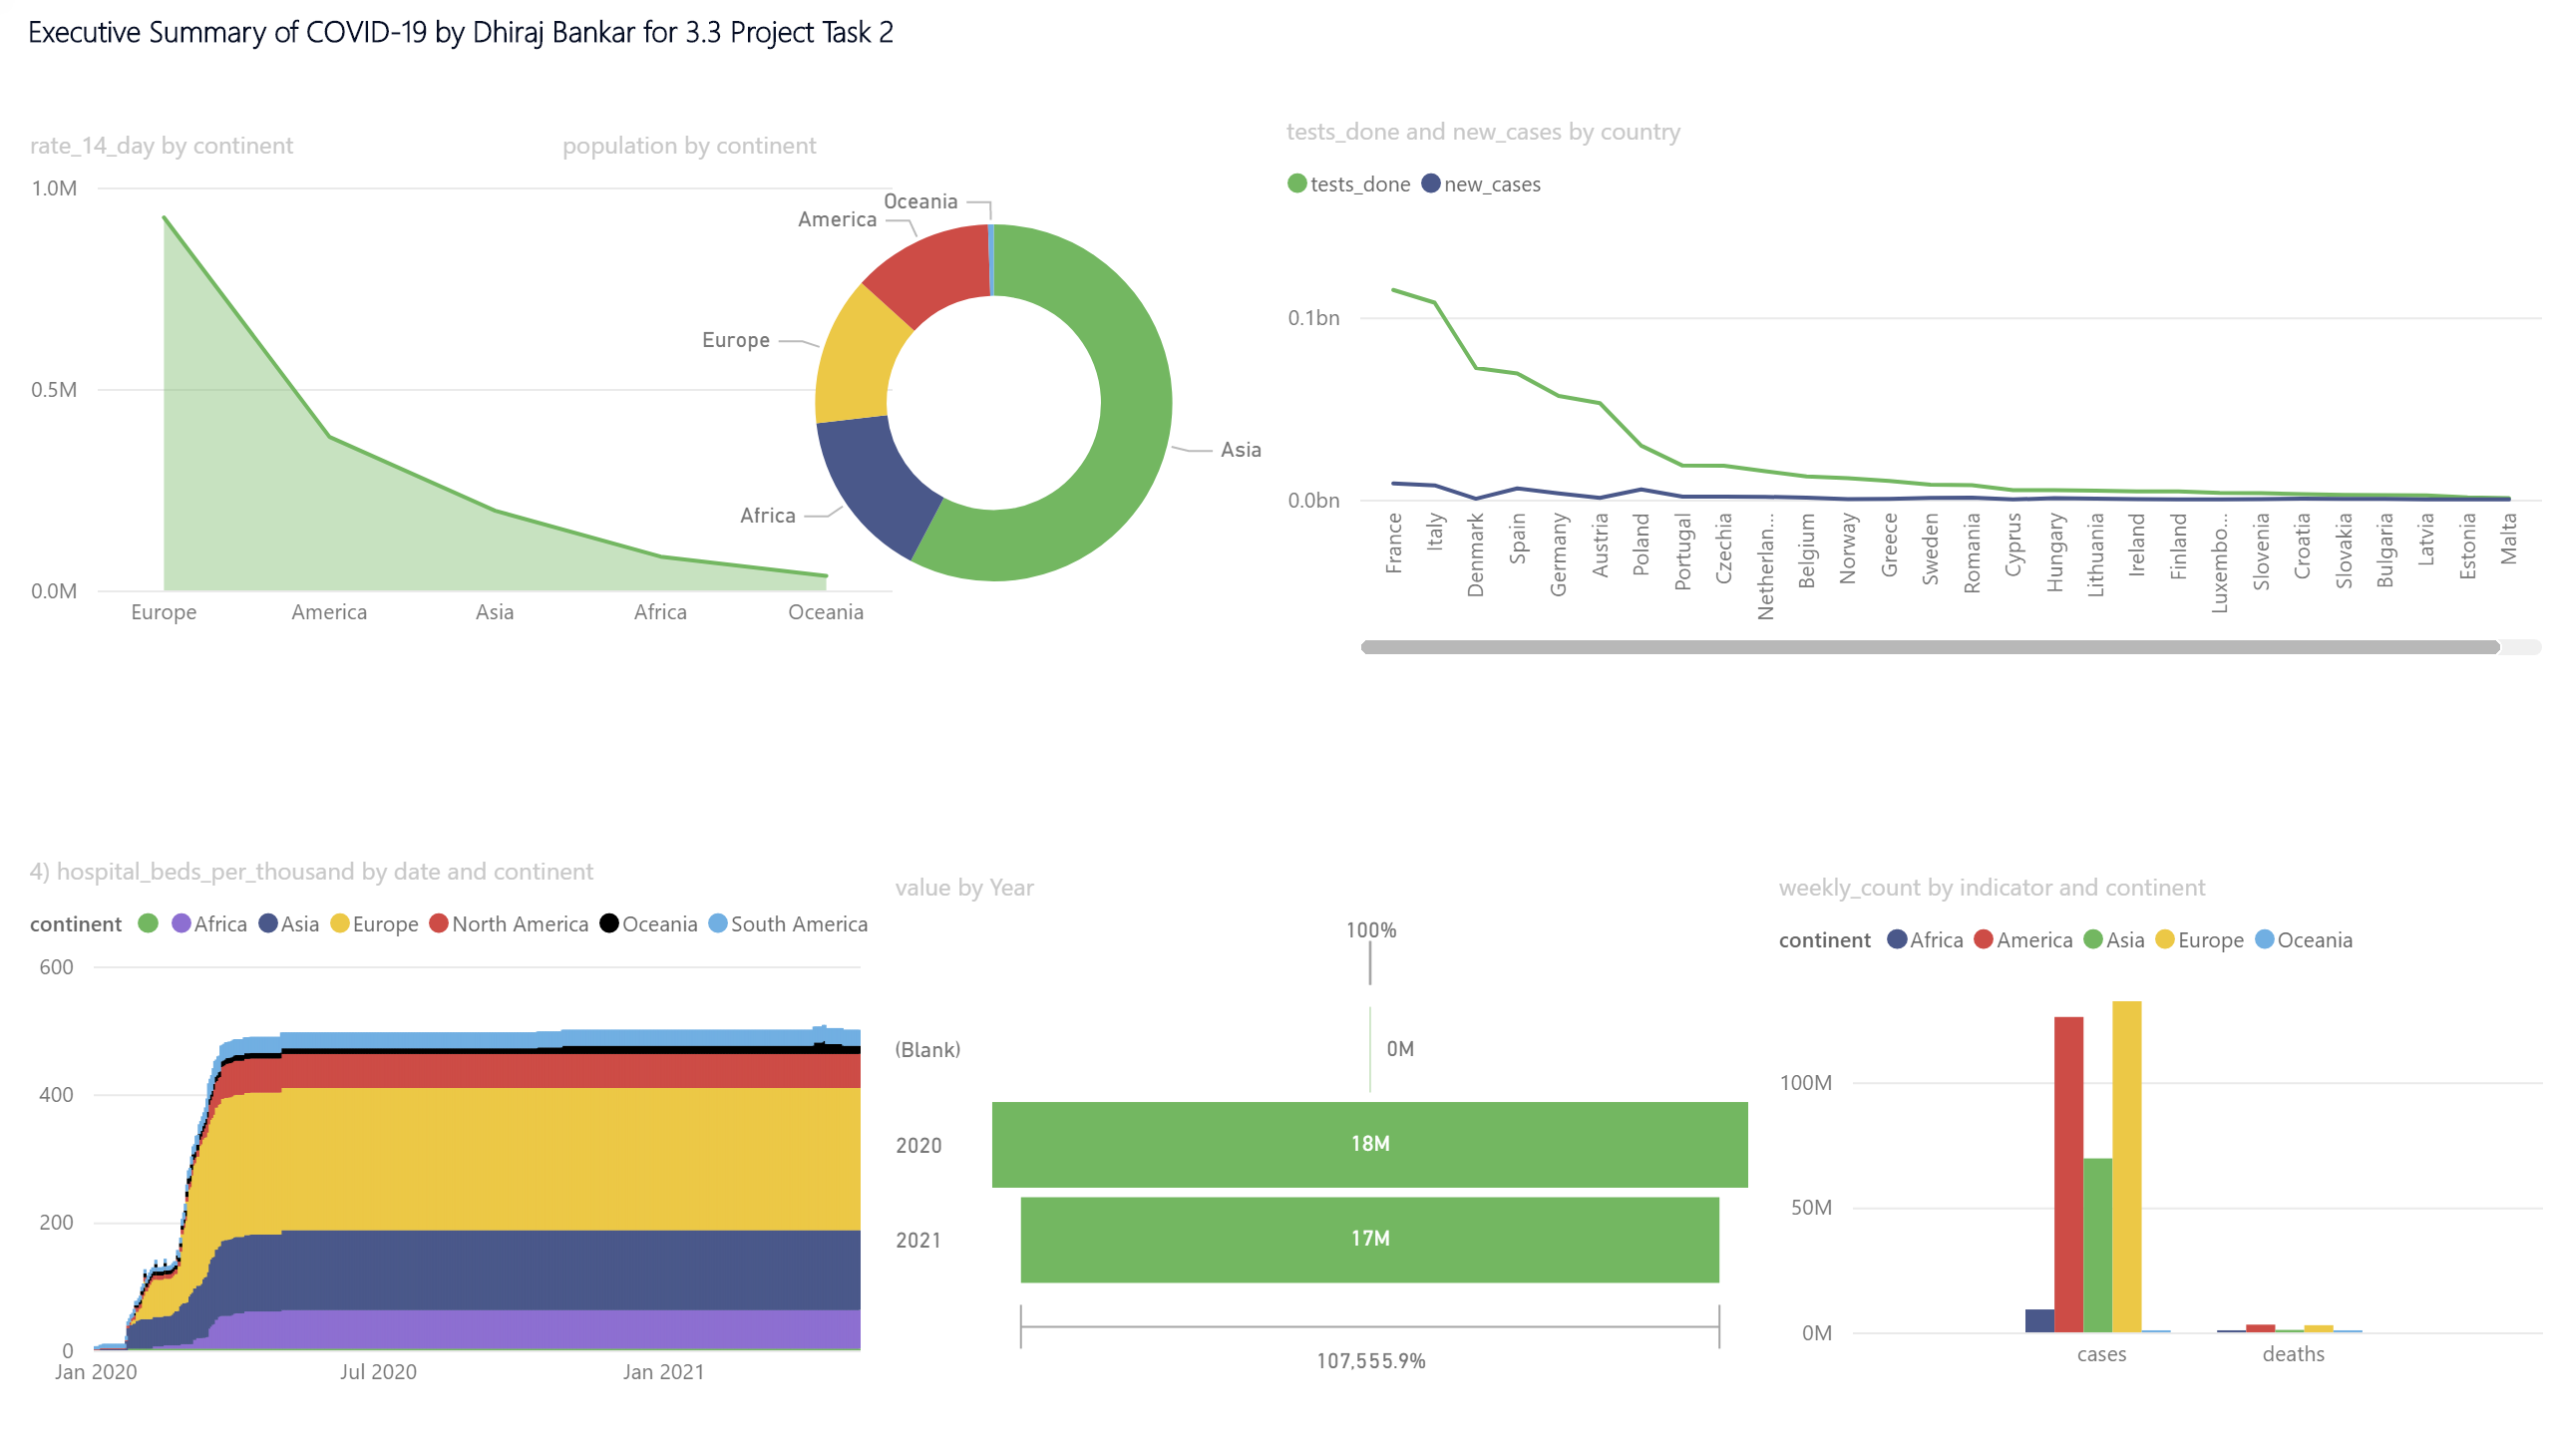 Executive Summary of COVID-19 by Dhiraj Bankar for 3.3 Project Task 2
rate_14_day by continent
1.0M
0.5M
0.0M
Europe America Asia Africa Oceania
population by continent
Oceania
America
Europe
Africa
Asia
tests_done and new_cases by country
tests_done new_cases
0.1bn
0.0bn
France
Italy
Denmark
Spain
Germany
Austria
Poland
Portugal
Czechia
Netherlan...
Belgium
Norway
Greece
Sweden
Romania
Cyprus
Hungary
Lithuania
Ireland
Finland
Luxembo...
Slovenia
Croatia
Slovakia
Bulgaria
Latvia
Estonia
Malta
4) hospital_beds_per_thousand by date and continent
continent Africa Asia Europe North America Oceania South America
600
400
200
0
Jan 2020 Jul 2020 Jan 2021
value by Year
100%
(Blank) 0M
2020 18M
2021 17M
107,555.9%
weekly_count by indicator and continent
continent Africa America Asia Europe Oceania
100M
50M
0M
cases deaths